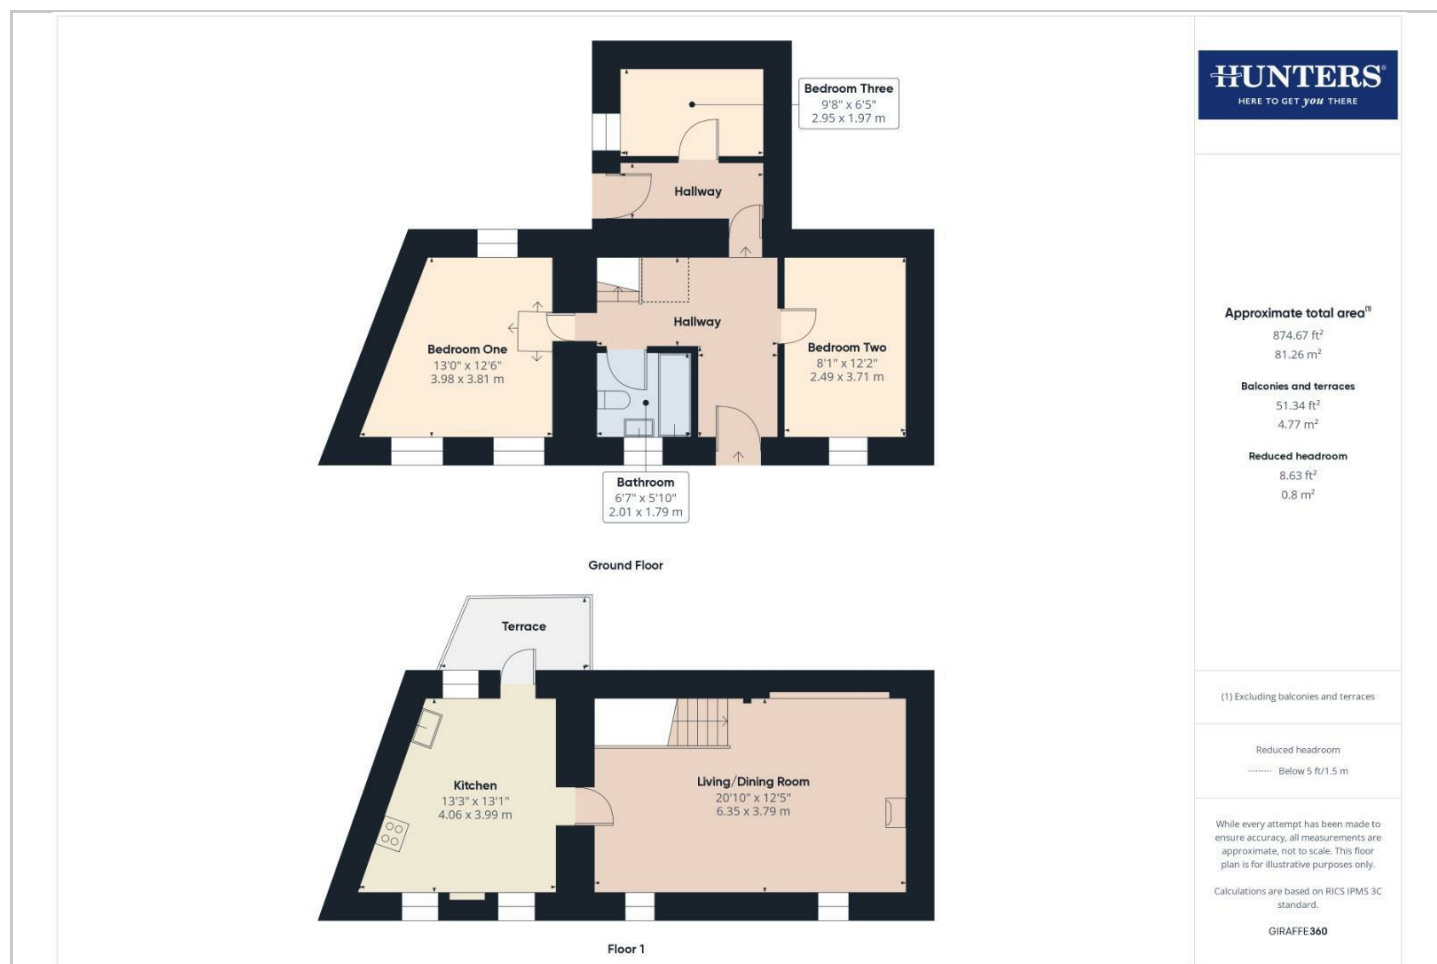 Bedroom Three
9'8" x 6'5"
2.95 x 1.97 m
Hallway
Hallway
Bedroom One
13'0" x 12'6"
3.98 x 3.81 m
Bedroom Two
8'1" x 12'2"
2.49 x 3.71 m
Bathroom
6'7" x 5'10"
2.01 x 1.79 m
Ground Floor
Terrace
Kitchen
13'3" x 13'1"
4.06 x 3.99 m
Living/Dining Room
20'10" x 12'5"
6.35 x 3.79 m
Floor 1
HUNTERS®
HERE TO GET you THERE
Approximate total area(1)
874.67 ft²
81.26 m²
Balconies and terraces
51.34 ft²
4.77 m²
Reduced headroom
8.63 ft²
0.8 m²
(1) Excluding balconies and terraces
Reduced headroom
Below 5 ft/1.5 m
While every attempt has been made to
ensure accuracy, all measurements are
approximate, not to scale. This floor
plan is for illustrative purposes only.
Calculations are based on RICS IPMS 3C
standard.
GIRAFFE360